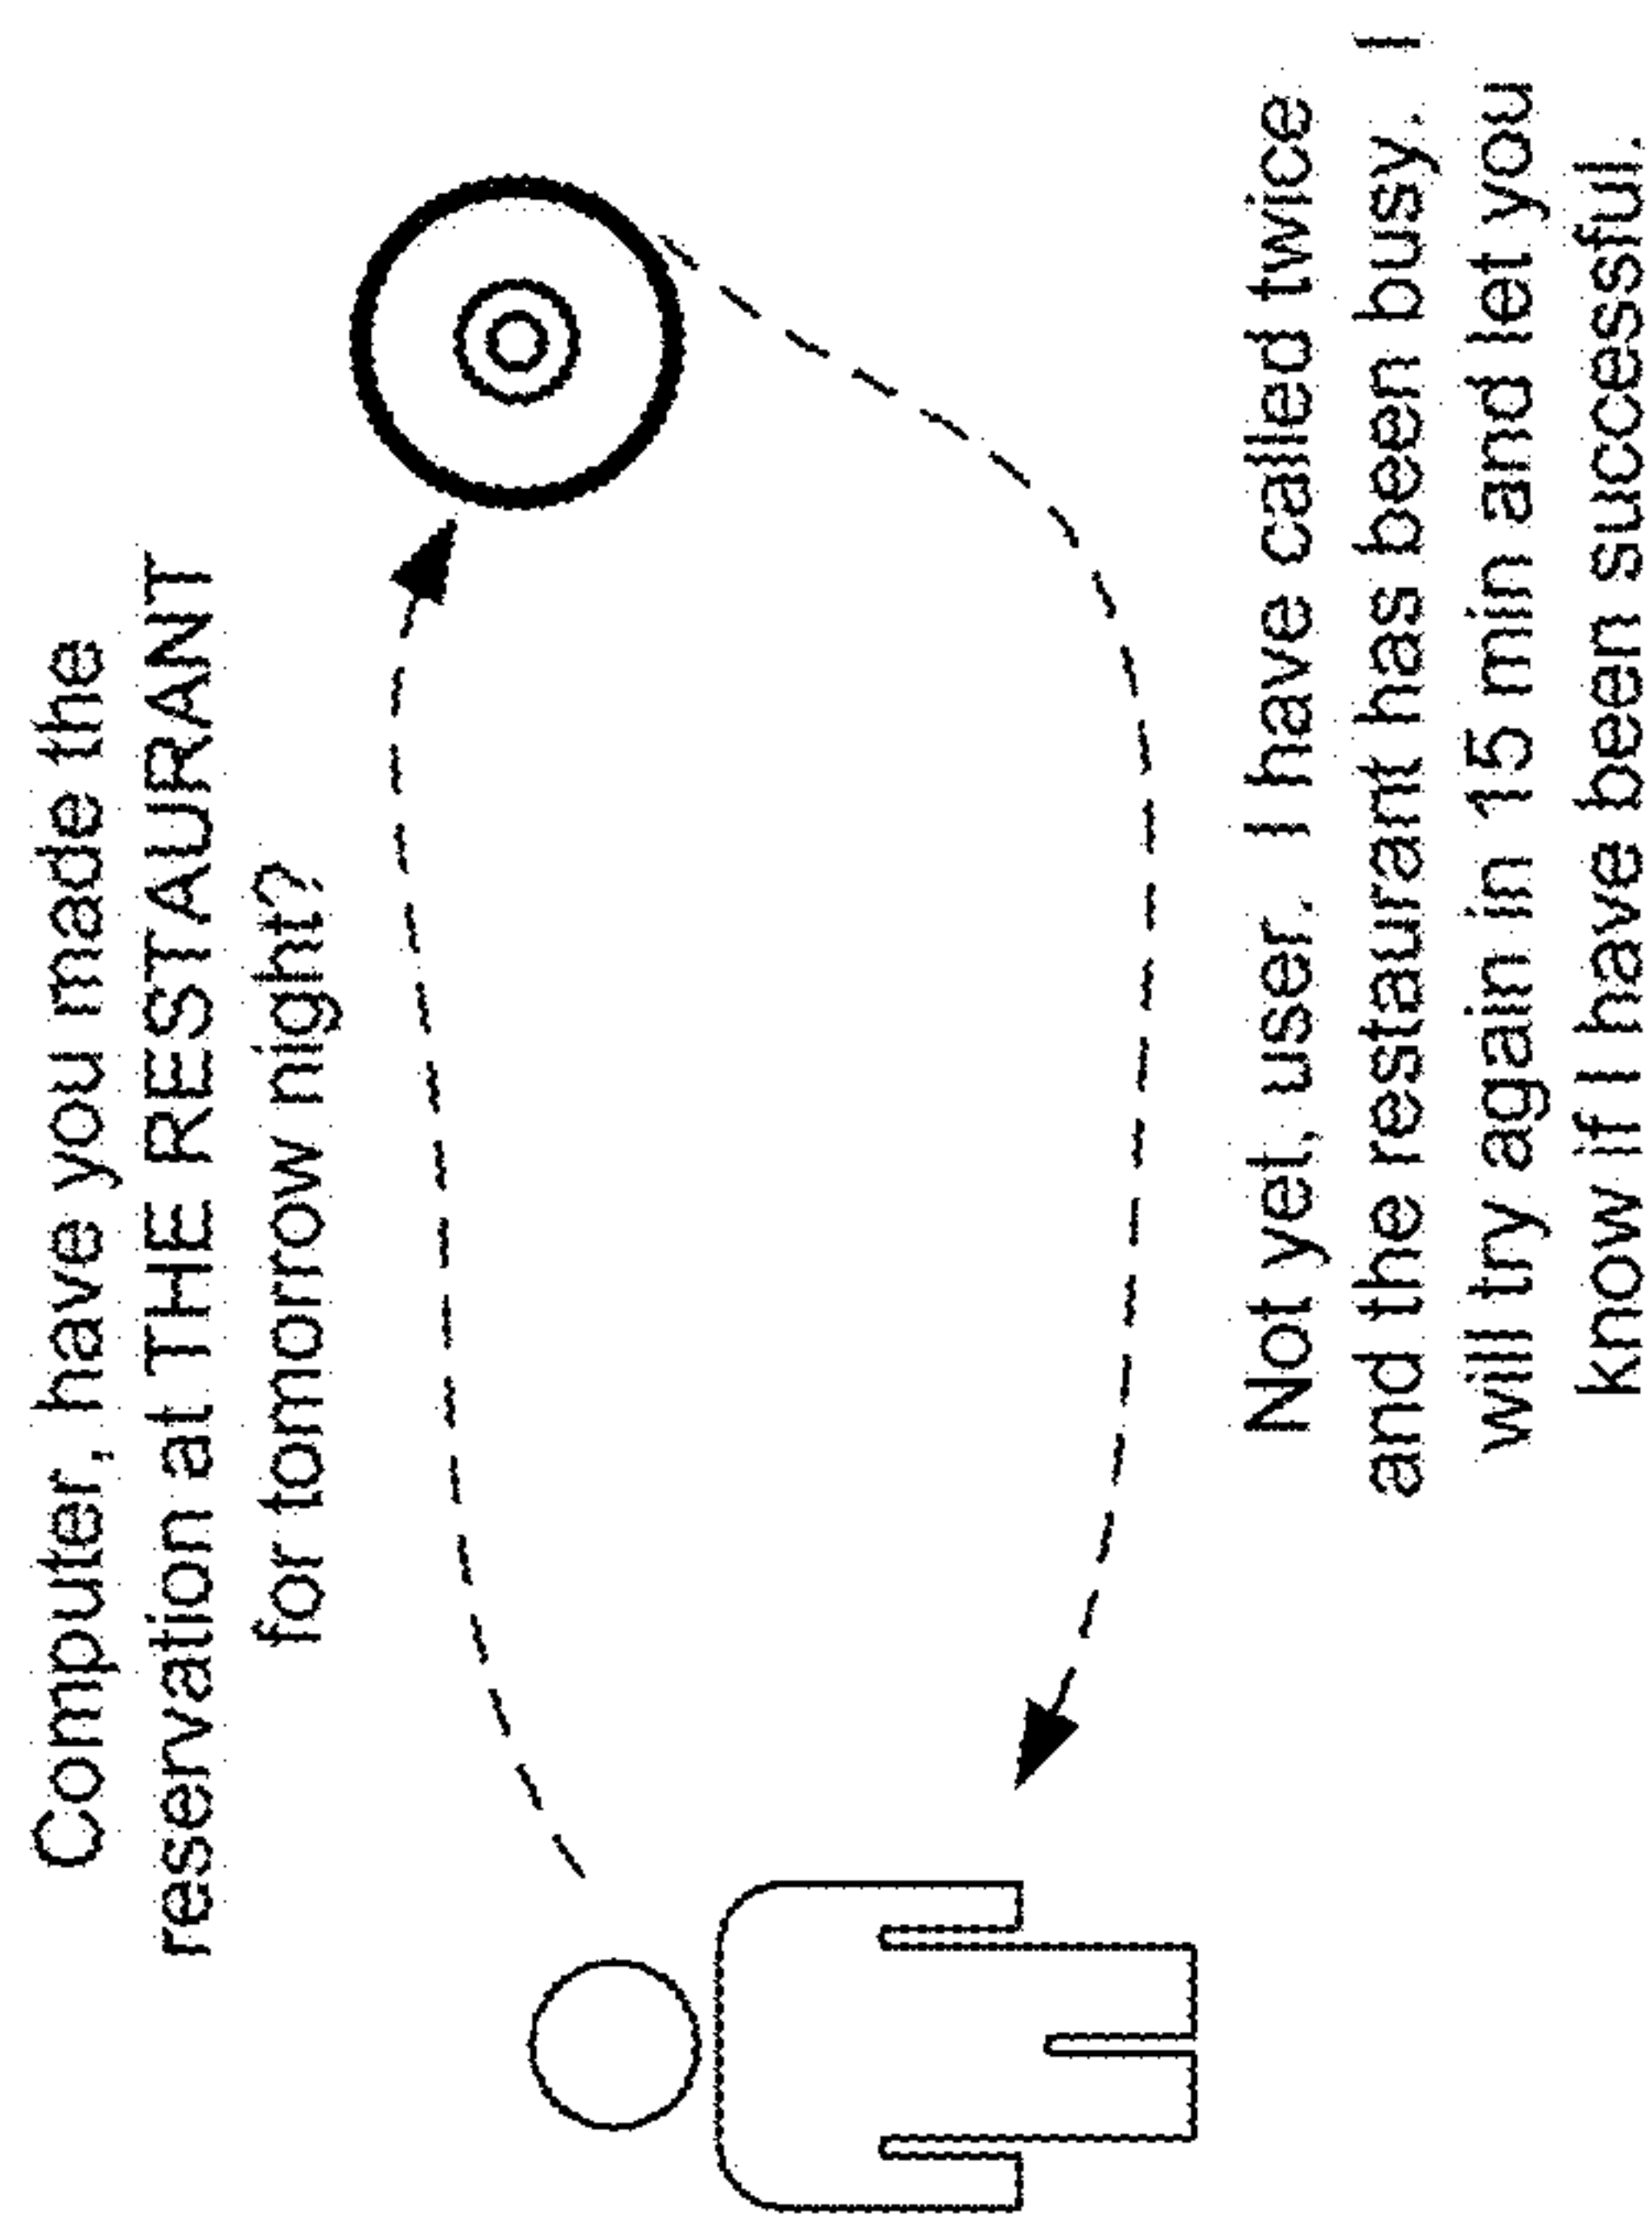 Computer, have you made the
reservation at THE RESTAURANT
for tomorrow night?
Not yet, user. I have called twice
and the restaurant has been busy. I
will try again in 15 min and let you
know if I have been successful.